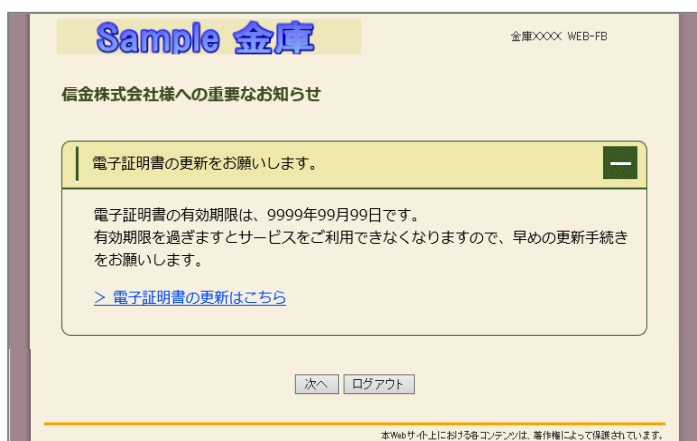 Sample 金庫
金庫XXXX WEB-FB
信金株式会社様への重要なお知らせ
電子証明書の更新をお願いします。
電子証明書の有効期限は、9999年99月99日です。
有効期限を過ぎますとサービスをご利用できなくなりますので、早めの更新手続き
をお願いします。
> 電子証明書の更新はこちら
次へ ログアウト
本Webサイト上における各コンテンツは、著作権によって保護されています。